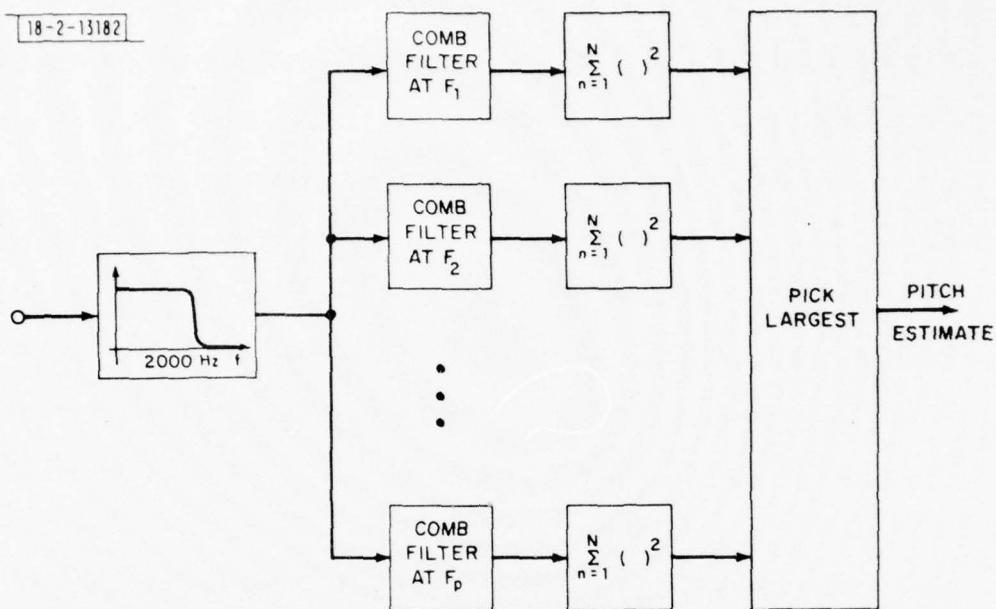 18-2-13182
COMB
FILTER
AT F₁
N
Σ ( )²
n=1
COMB
FILTER
AT F₂
N
Σ ( )²
n=1
2000 Hz f
PICK
LARGEST
PITCH
ESTIMATE
COMB
FILTER
AT Fₚ
N
Σ ( )²
n=1